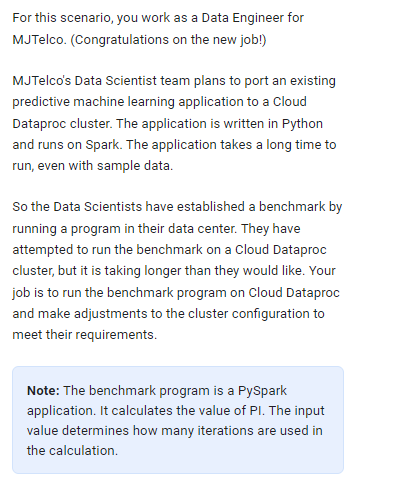 For this scenario, you work as a Data Engineer for
MJTelco. (Congratulations on the new job!)
MJTelco's Data Scientist team plans to port an existing
predictive machine learning application to a Cloud
Dataproc cluster. The application is written in Python
and runs on Spark. The application takes a long time to
run, even with sample data.
So the Data Scientists have established a benchmark by
running a program in their data center. They have
attempted to run the benchmark on a Cloud Dataproc
cluster, but it is taking longer than they would like. Your
job is to run the benchmark program on Cloud Dataproc
and make adjustments to the cluster configuration to
meet their requirements.
Note: The benchmark program is a PySpark
application. It calculates the value of PI. The input
value determines how many iterations are used in
the calculation.